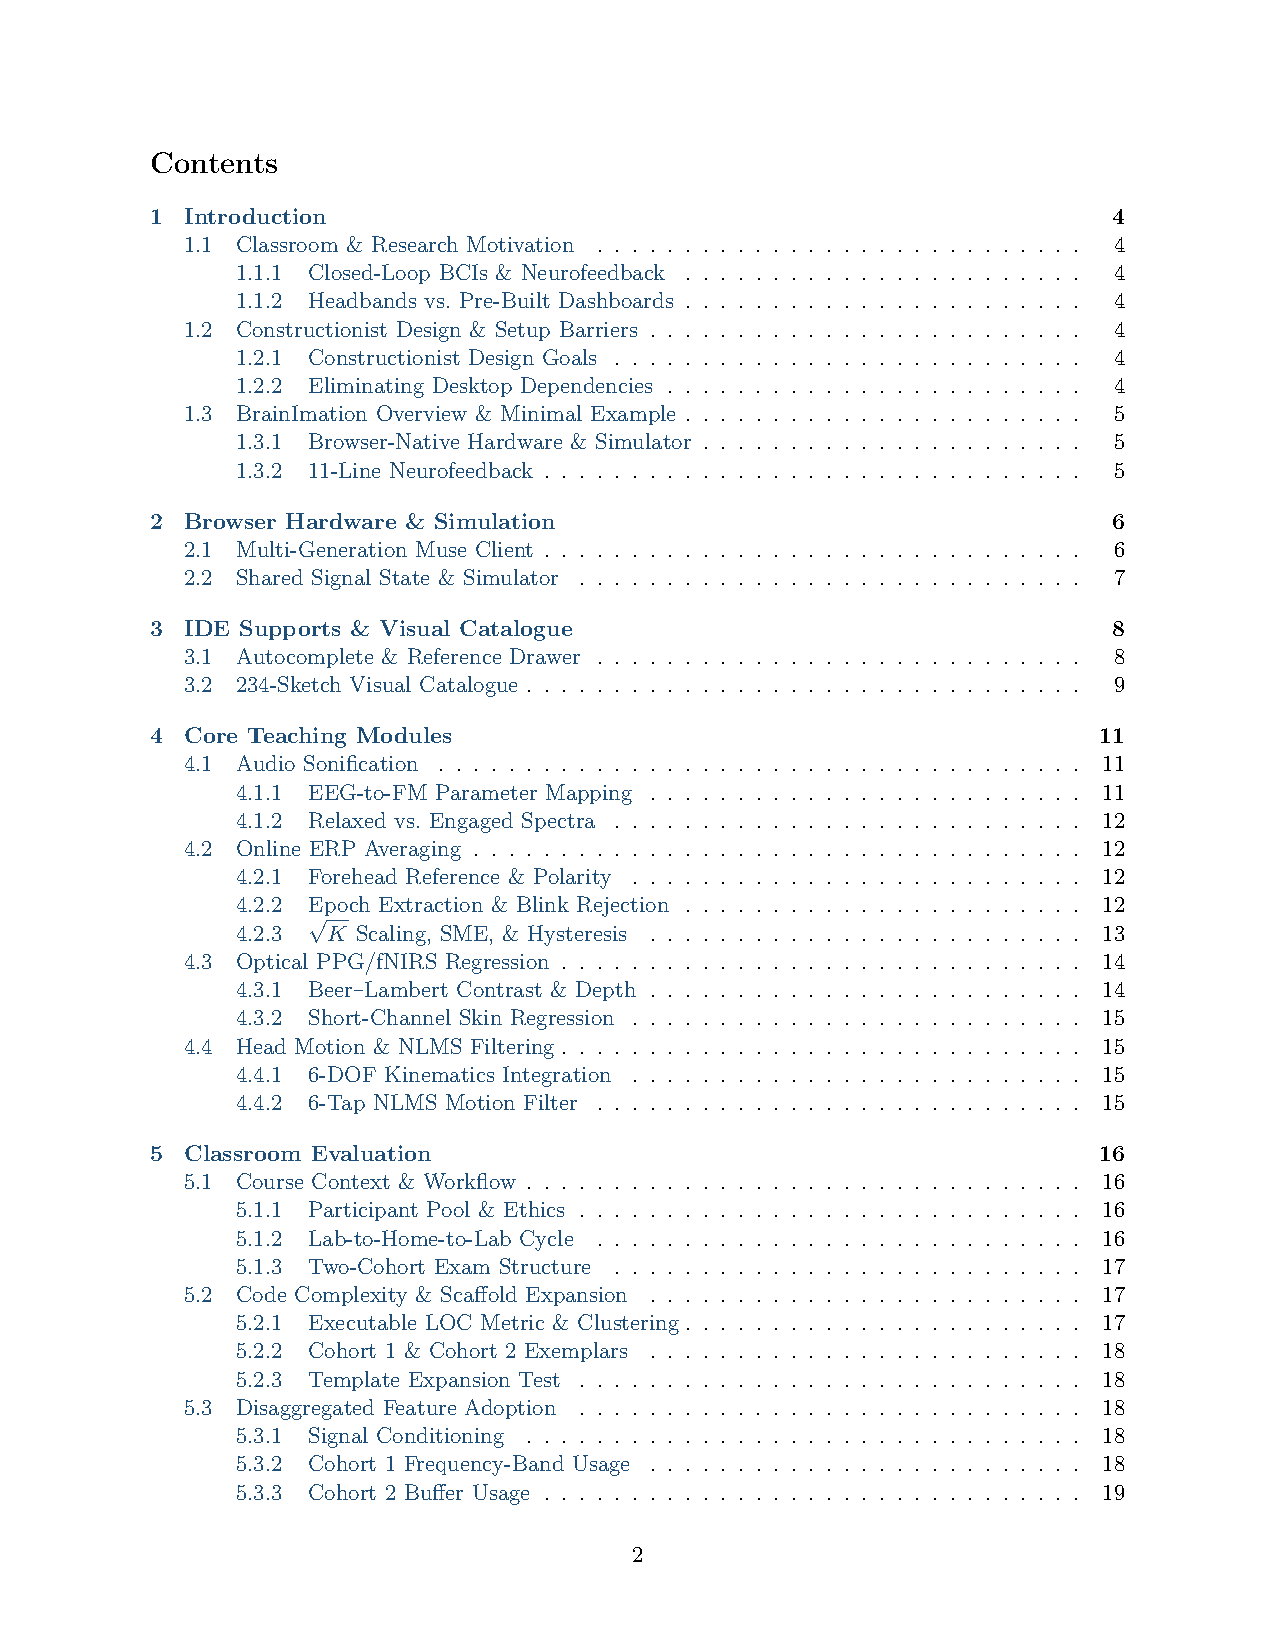 Contents
1 Introduction 4
1.1 Classroom & Research Motivation . . . . . . . . . . . . . . . . . . . . . . . . . . . . 4
1.1.1 Closed-Loop BCIs & Neurofeedback . . . . . . . . . . . . . . . . . . . . . . . 4
1.1.2 Headbands vs. Pre-Built Dashboards . . . . . . . . . . . . . . . . . . . . . . . 4
1.2 Constructionist Design & Setup Barriers . . . . . . . . . . . . . . . . . . . . . . . . . 4
1.2.1 Constructionist Design Goals . . . . . . . . . . . . . . . . . . . . . . . . . . . 4
1.2.2 Eliminating Desktop Dependencies . . . . . . . . . . . . . . . . . . . . . . . . 4
1.3 BrainImation Overview & Minimal Example . . . . . . . . . . . . . . . . . . . . . . . 5
1.3.1 Browser-Native Hardware & Simulator . . . . . . . . . . . . . . . . . . . . . . 5
1.3.2 11-Line Neurofeedback . . . . . . . . . . . . . . . . . . . . . . . . . . . . . . . 5
2 Browser Hardware & Simulation 6
2.1 Multi-Generation Muse Client . . . . . . . . . . . . . . . . . . . . . . . . . . . . . . . 6
2.2 Shared Signal State & Simulator . . . . . . . . . . . . . . . . . . . . . . . . . . . . . 7
3 IDE Supports & Visual Catalogue 8
3.1 Autocomplete & Reference Drawer . . . . . . . . . . . . . . . . . . . . . . . . . . . . 8
3.2 234-Sketch Visual Catalogue . . . . . . . . . . . . . . . . . . . . . . . . . . . . . . . . 9
4 Core Teaching Modules 11
4.1 Audio Sonification . . . . . . . . . . . . . . . . . . . . . . . . . . . . . . . . . . . . . 11
4.1.1 EEG-to-FM Parameter Mapping . . . . . . . . . . . . . . . . . . . . . . . . . 11
4.1.2 Relaxed vs. Engaged Spectra . . . . . . . . . . . . . . . . . . . . . . . . . . . 12
4.2 Online ERP Averaging . . . . . . . . . . . . . . . . . . . . . . . . . . . . . . . . . . . 12
4.2.1 Forehead Reference & Polarity . . . . . . . . . . . . . . . . . . . . . . . . . . 12
4.2.2 Epoch Extraction & Blink Rejection . . . . . . . . . . . . . . . . . . . . . . . 12
4.2.3 √K Scaling, SME, & Hysteresis . . . . . . . . . . . . . . . . . . . . . . . . . 13
4.3 Optical PPG/fNIRS Regression . . . . . . . . . . . . . . . . . . . . . . . . . . . . . . 14
4.3.1 Beer–Lambert Contrast & Depth . . . . . . . . . . . . . . . . . . . . . . . . . 14
4.3.2 Short-Channel Skin Regression . . . . . . . . . . . . . . . . . . . . . . . . . . 15
4.4 Head Motion & NLMS Filtering . . . . . . . . . . . . . . . . . . . . . . . . . . . . . . 15
4.4.1 6-DOF Kinematics Integration . . . . . . . . . . . . . . . . . . . . . . . . . . 15
4.4.2 6-Tap NLMS Motion Filter . . . . . . . . . . . . . . . . . . . . . . . . . . . . 15
5 Classroom Evaluation 16
5.1 Course Context & Workflow . . . . . . . . . . . . . . . . . . . . . . . . . . . . . . . . 16
5.1.1 Participant Pool & Ethics . . . . . . . . . . . . . . . . . . . . . . . . . . . . . 16
5.1.2 Lab-to-Home-to-Lab Cycle . . . . . . . . . . . . . . . . . . . . . . . . . . . . 16
5.1.3 Two-Cohort Exam Structure . . . . . . . . . . . . . . . . . . . . . . . . . . . 17
5.2 Code Complexity & Scaffold Expansion . . . . . . . . . . . . . . . . . . . . . . . . . 17
5.2.1 Executable LOC Metric & Clustering . . . . . . . . . . . . . . . . . . . . . . . 17
5.2.2 Cohort 1 & Cohort 2 Exemplars . . . . . . . . . . . . . . . . . . . . . . . . . 18
5.2.3 Template Expansion Test . . . . . . . . . . . . . . . . . . . . . . . . . . . . . 18
5.3 Disaggregated Feature Adoption . . . . . . . . . . . . . . . . . . . . . . . . . . . . . 18
5.3.1 Signal Conditioning . . . . . . . . . . . . . . . . . . . . . . . . . . . . . . . . 18
5.3.2 Cohort 1 Frequency-Band Usage . . . . . . . . . . . . . . . . . . . . . . . . . 18
5.3.3 Cohort 2 Buffer Usage . . . . . . . . . . . . . . . . . . . . . . . . . . . . . . . 19
2